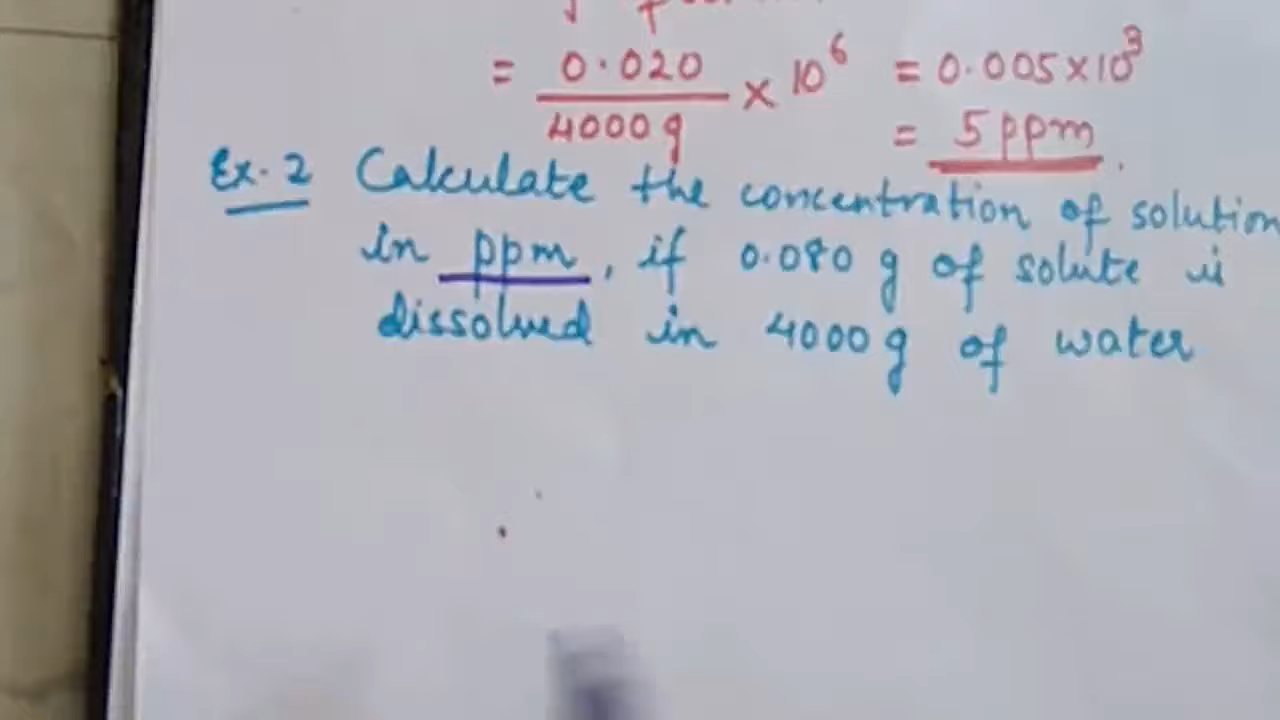 = 0.020 / 4000 g × 10⁶ = 0.005×10³
= 5 ppm.
Ex. 2 Calculate the concentration of solution
in ppm, if 0.080 g of solute is
dissolved in 4000 g of water